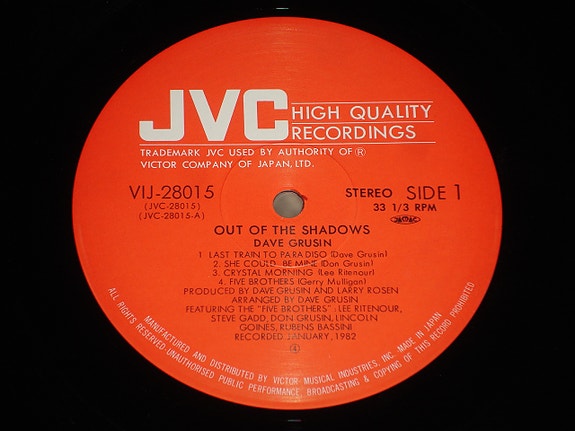 JVC HIGH QUALITY RECORDINGS
TRADEMARK JVC USED BY AUTHORITY OF ®
VICTOR COMPANY OF JAPAN, LTD.
VIJ-28015
(JVC-28015)
(JVC-28015-A)
STEREO SIDE 1
33 1/3 RPM
OUT OF THE SHADOWS
DAVE GRUSIN
1. LAST TRAIN TO PARADISO (Dave Grusin)
2. SHE COULD BE MINE (Don Grusin)
3. CRYSTAL MORNING (Lee Ritenour)
4. FIVE BROTHERS (Gerry Mulligan)
PRODUCED BY DAVE GRUSIN AND LARRY ROSEN
ARRANGED BY DAVE GRUSIN
FEATURING THE "FIVE BROTHERS": LEE RITENOUR,
STEVE GADD, DON GRUSIN, LINCOLN
GOINES, RUBENS BASSINI
RECORDED JANUARY, 1982
MANUFACTURED AND DISTRIBUTED BY VICTOR MUSICAL INDUSTRIES, INC. MADE IN JAPAN
ALL RIGHTS RESERVED UNAUTHORISED PUBLIC PERFORMANCE, BROADCASTING & COPYING OF THIS RECORD PROHIBITED